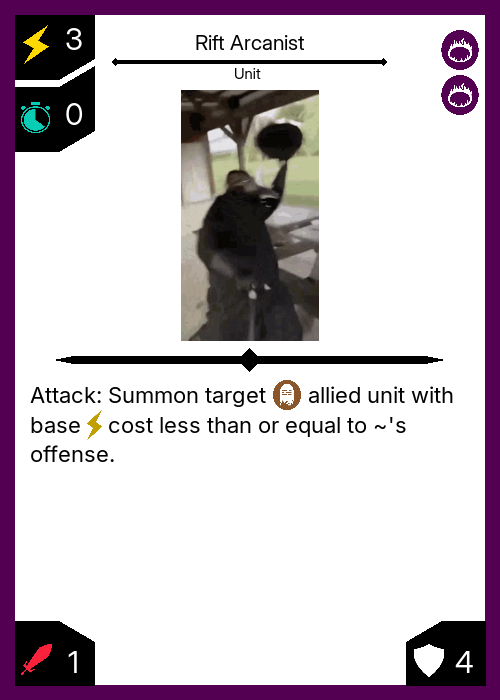 3
Rift Arcanist
Unit
0
Attack: Summon target allied unit with
base cost less than or equal to ~'s
offense.
1
4